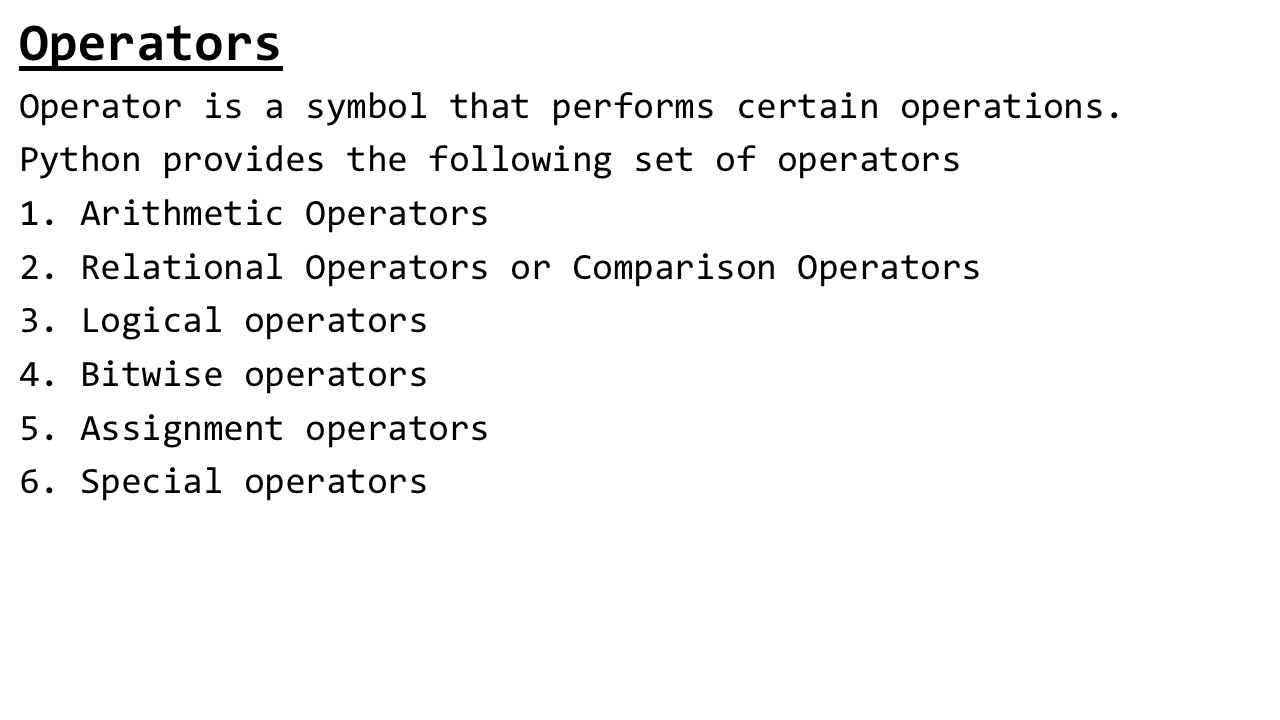 Operators
Operator is a symbol that performs certain operations.
Python provides the following set of operators
1. Arithmetic Operators
2. Relational Operators or Comparison Operators
3. Logical operators
4. Bitwise operators
5. Assignment operators
6. Special operators